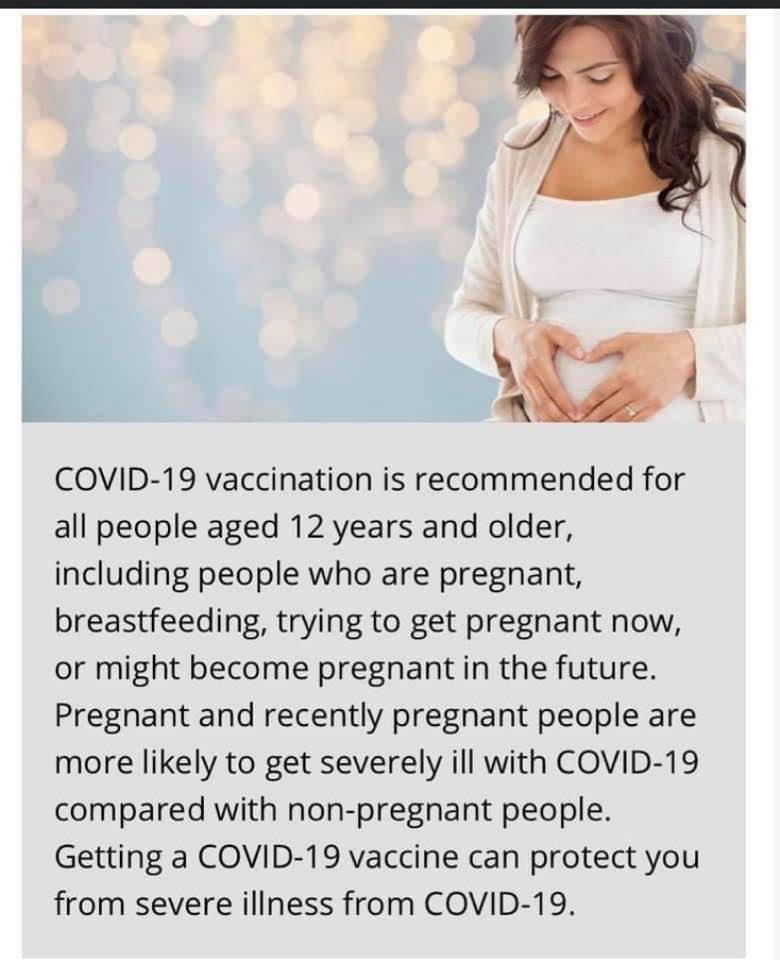 COVID-19 vaccination is recommended for
all people aged 12 years and older,
including people who are pregnant,
breastfeeding, trying to get pregnant now,
or might become pregnant in the future.
Pregnant and recently pregnant people are
more likely to get severely ill with COVID-19
compared with non-pregnant people.
Getting a COVID-19 vaccine can protect you
from severe illness from COVID-19.